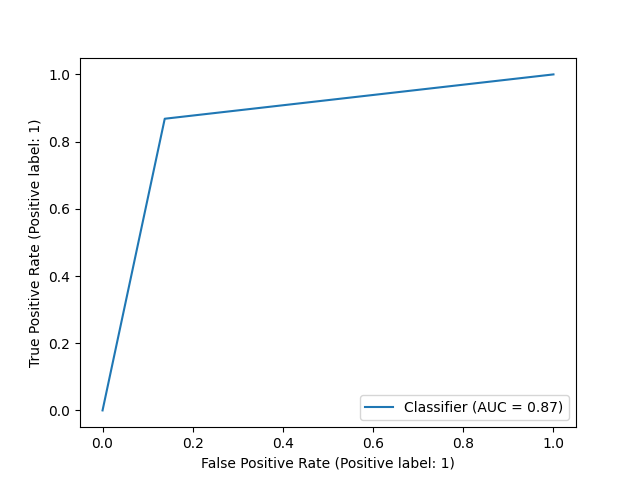 1.0
0.8
0.6
0.4
0.2
0.0
True Positive Rate (Positive label: 1)
Classifier (AUC = 0.87)
0.0 0.2 0.4 0.6 0.8 1.0
False Positive Rate (Positive label: 1)